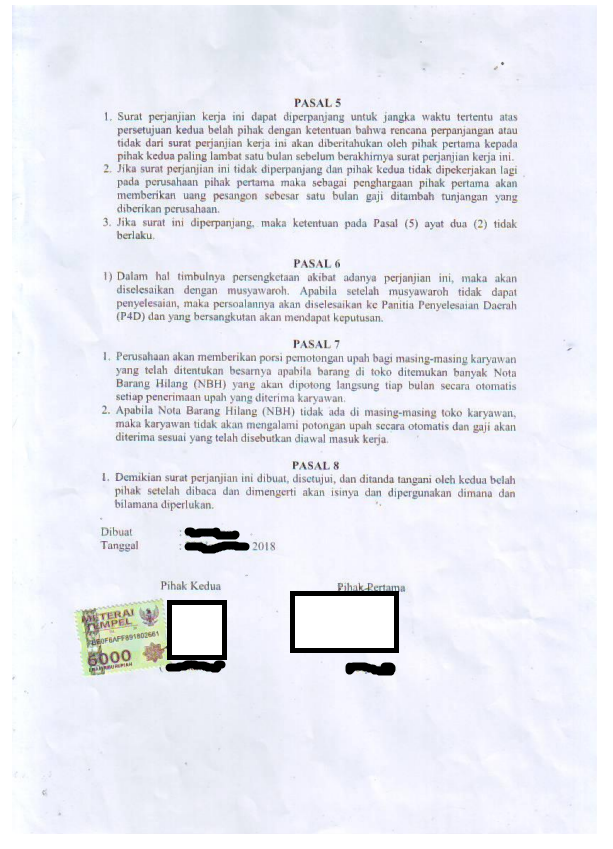 PASAL 5
1. Surat perjanjian kerja ini dapat diperpanjang untuk jangka waktu tertentu atas
persetujuan kedua belah pihak dengan ketentuan bahwa rencana perpanjangan atau
tidak dari surat perjanjian kerja ini akan diberitahukan oleh pihak pertama kepada
pihak kedua paling lambat satu bulan sebelum berakhirnya surat perjanjian kerja ini.
2. Jika surat perjanjian ini tidak diperpanjang dan pihak kedua tidak dipekerjakan lagi
pada perusahaan pihak pertama maka sebagai penghargaan pihak pertama akan
memberikan uang pesangon sebesar satu bulan gaji ditambah tunjangan yang
diberikan perusahaan.
3. Jika surat ini diperpanjang, maka ketentuan pada Pasal (5) ayat dua (2) tidak
berlaku.
PASAL 6
1) Dalam hal timbulnya persengketaan akibat adanya perjanjian ini, maka akan
diselesaikan dengan musyawaroh. Apabila setelah musyawaroh tidak dapat
penyelesaian, maka persoalannya akan diselesaikan ke Panitia Penyelesaian Daerah
(P4D) dan yang bersangkutan akan mendapat keputusan.
PASAL 7
1. Perusahaan akan memberikan porsi pemotongan upah bagi masing-masing karyawan
yang telah ditentukan besarnya apabila barang di toko ditemukan banyak Nota
Barang Hilang (NBH) yang akan dipotong langsung tiap bulan secara otomatis
setiap penerimaan upah yang diterima karyawan.
2. Apabila Nota Barang Hilang (NBH) tidak ada di masing-masing toko karyawan,
maka karyawan tidak akan mengalami potongan upah secara otomatis dan gaji akan
diterima sesuai yang telah disebutkan diawal masuk kerja.
PASAL 8
1. Demikian surat perjanjian ini dibuat, disetujui, dan ditanda tangani oleh kedua belah
pihak setelah dibaca dan dimengerti akan isinya dan dipergunakan dimana dan
bilamana diperlukan.
Dibuat :
Tanggal : 2018
Pihak Kedua Pihak Pertama
METERAI
TEMPEL
6000